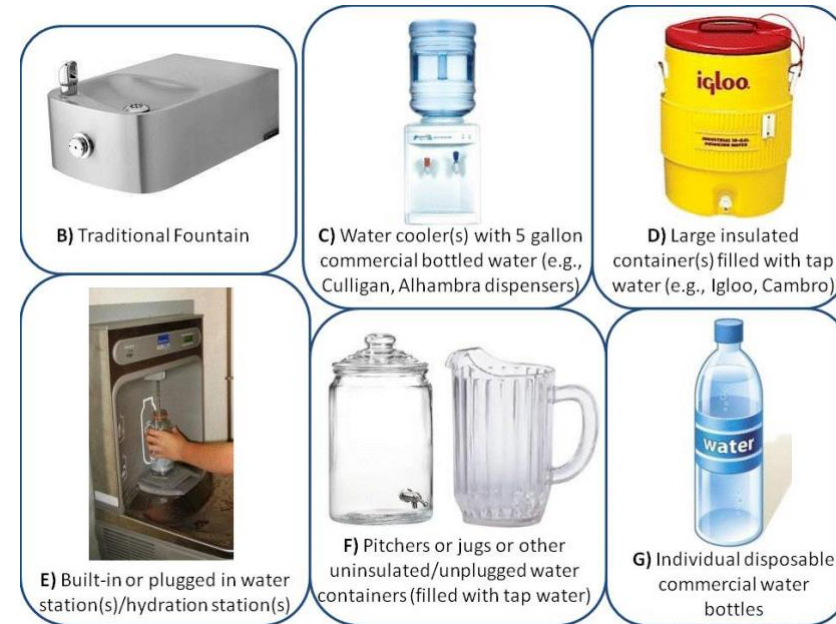 igloo
B) Traditional Fountain
C) Water cooler(s) with 5 gallon
commercial bottled water (e.g.,
Culligan, Alhambra dispensers)
D) Large insulated
container(s) filled with tap
water (e.g., Igloo, Cambro)
water
E) Built-in or plugged in water
station(s)/hydration station(s)
F) Pitchers or jugs or other
uninsulated/unplugged water
containers (filled with tap water)
G) Individual disposable
commercial water
bottles